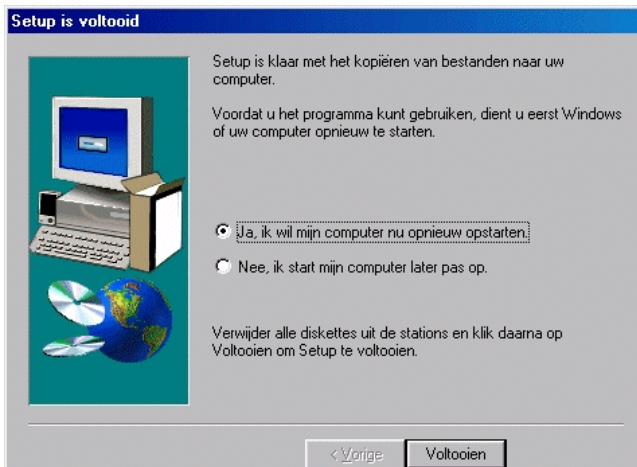 Setup is voltooid
Setup is klaar met het kopiëren van bestanden naar uw
computer.
Voordat u het programma kunt gebruiken, dient u eerst Windows
of uw computer opnieuw te starten.
Ja, ik wil mijn computer nu opnieuw opstarten.
Nee, ik start mijn computer later pas op.
Verwijder alle diskettes uit de stations en klik daarna op
Voltooien om Setup te voltooien.
< Vorige
Voltooien